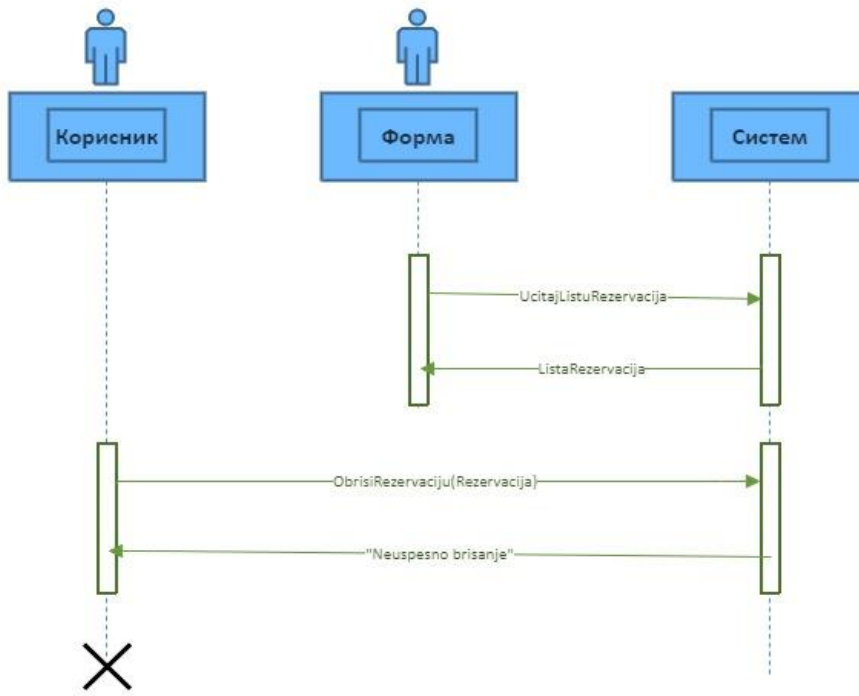 Корисник
Форма
Систем
UcitajListuRezervacija
ListaRezervacija
ObrisiRezervaciju(Rezervacija)
"Neuspesno brisanje"